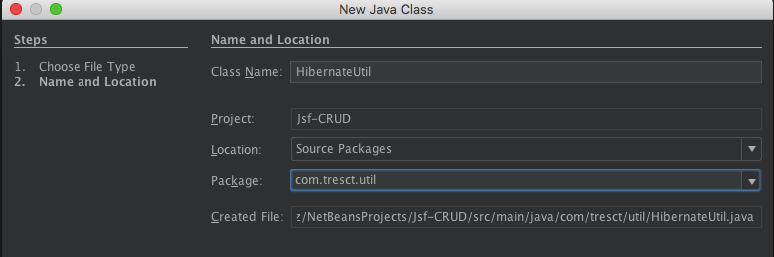 New Java Class
Steps
1. Choose File Type
2. Name and Location
Name and Location
Class Name: HibernateUtil
Project: Jsf-CRUD
Location: Source Packages
Package: com.tresct.util
Created File: z/NetBeansProjects/Jsf-CRUD/src/main/java/com/tresct/util/HibernateUtil.java